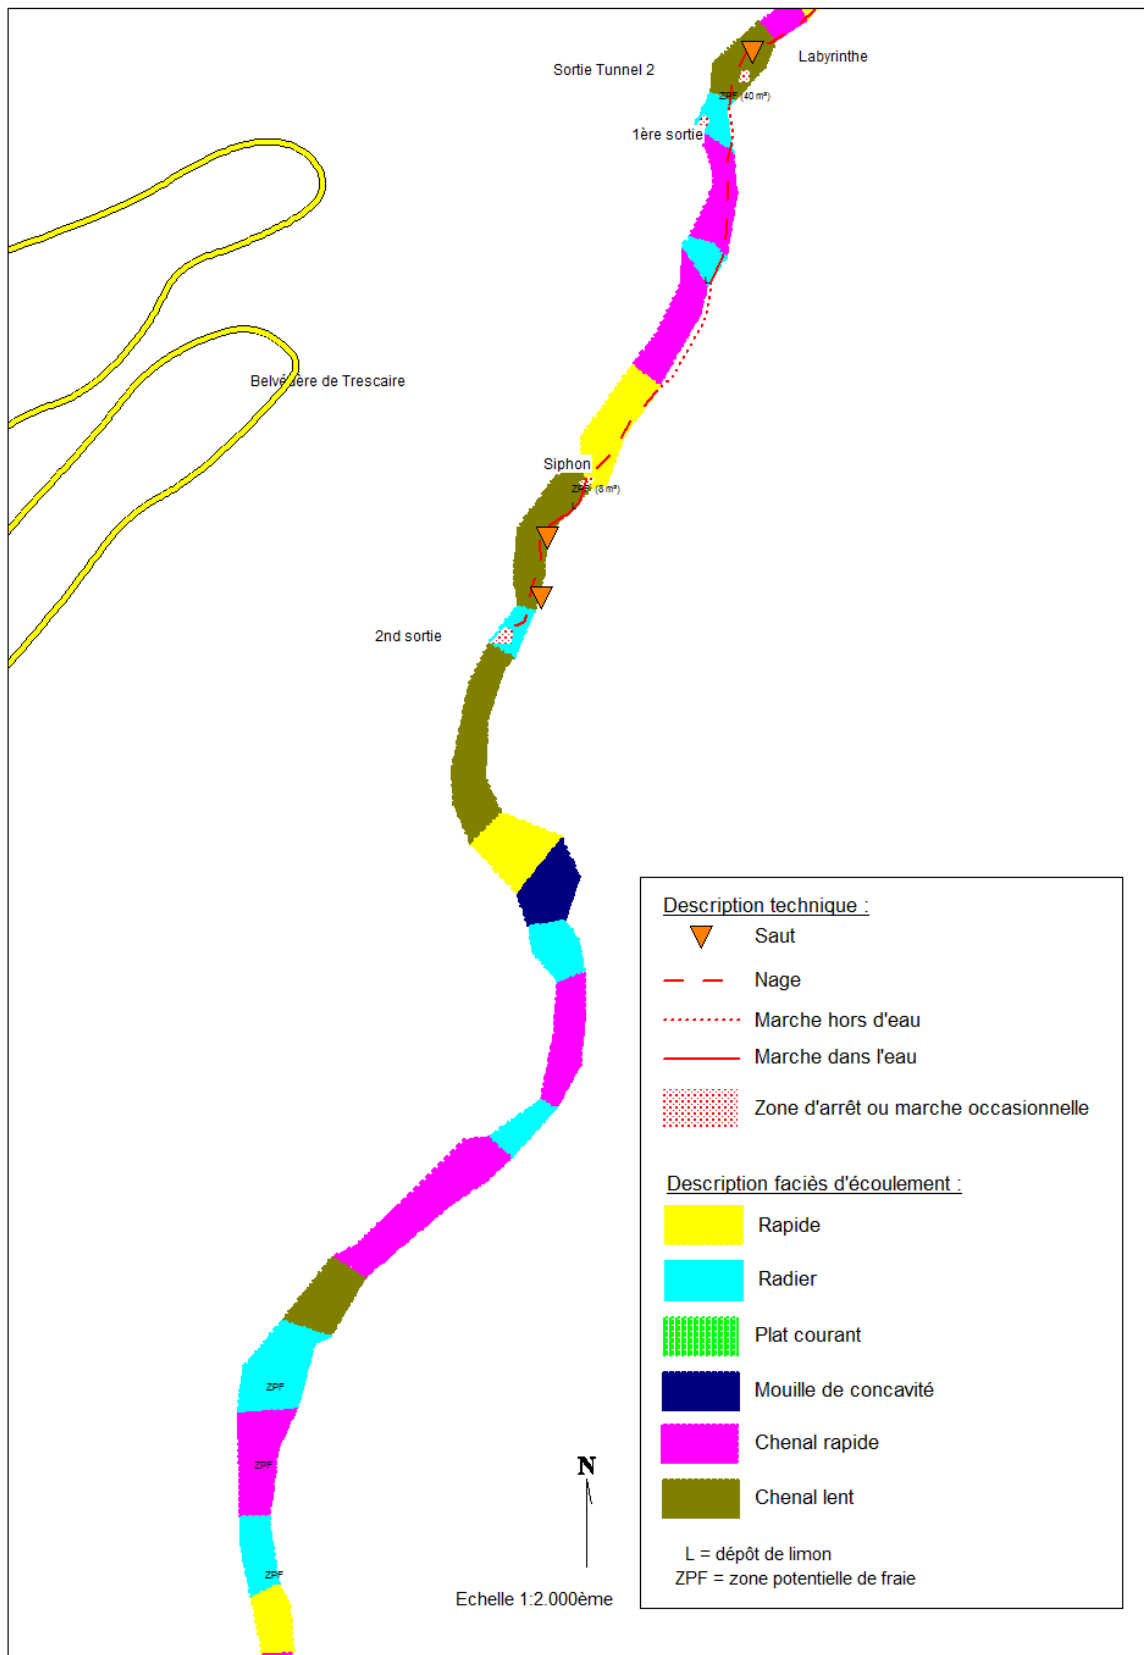 Labyrinthe
Sortie Tunnel 2
ZPF (40 m²)
1ère sortie
Belvédère de Trescaire
Siphon
ZPF (8 m²)
L
2nd sortie
Description technique :
Saut
Nage
Marche hors d'eau
Marche dans l'eau
Zone d'arrêt ou marche occasionnelle
Description faciès d'écoulement :
Rapide
Radier
Plat courant
Mouille de concavité
Chenal rapide
Chenal lent
L = dépôt de limon
ZPF = zone potentielle de fraie
ZPF
ZPF
ZPF
N
Echelle 1:2.000ème